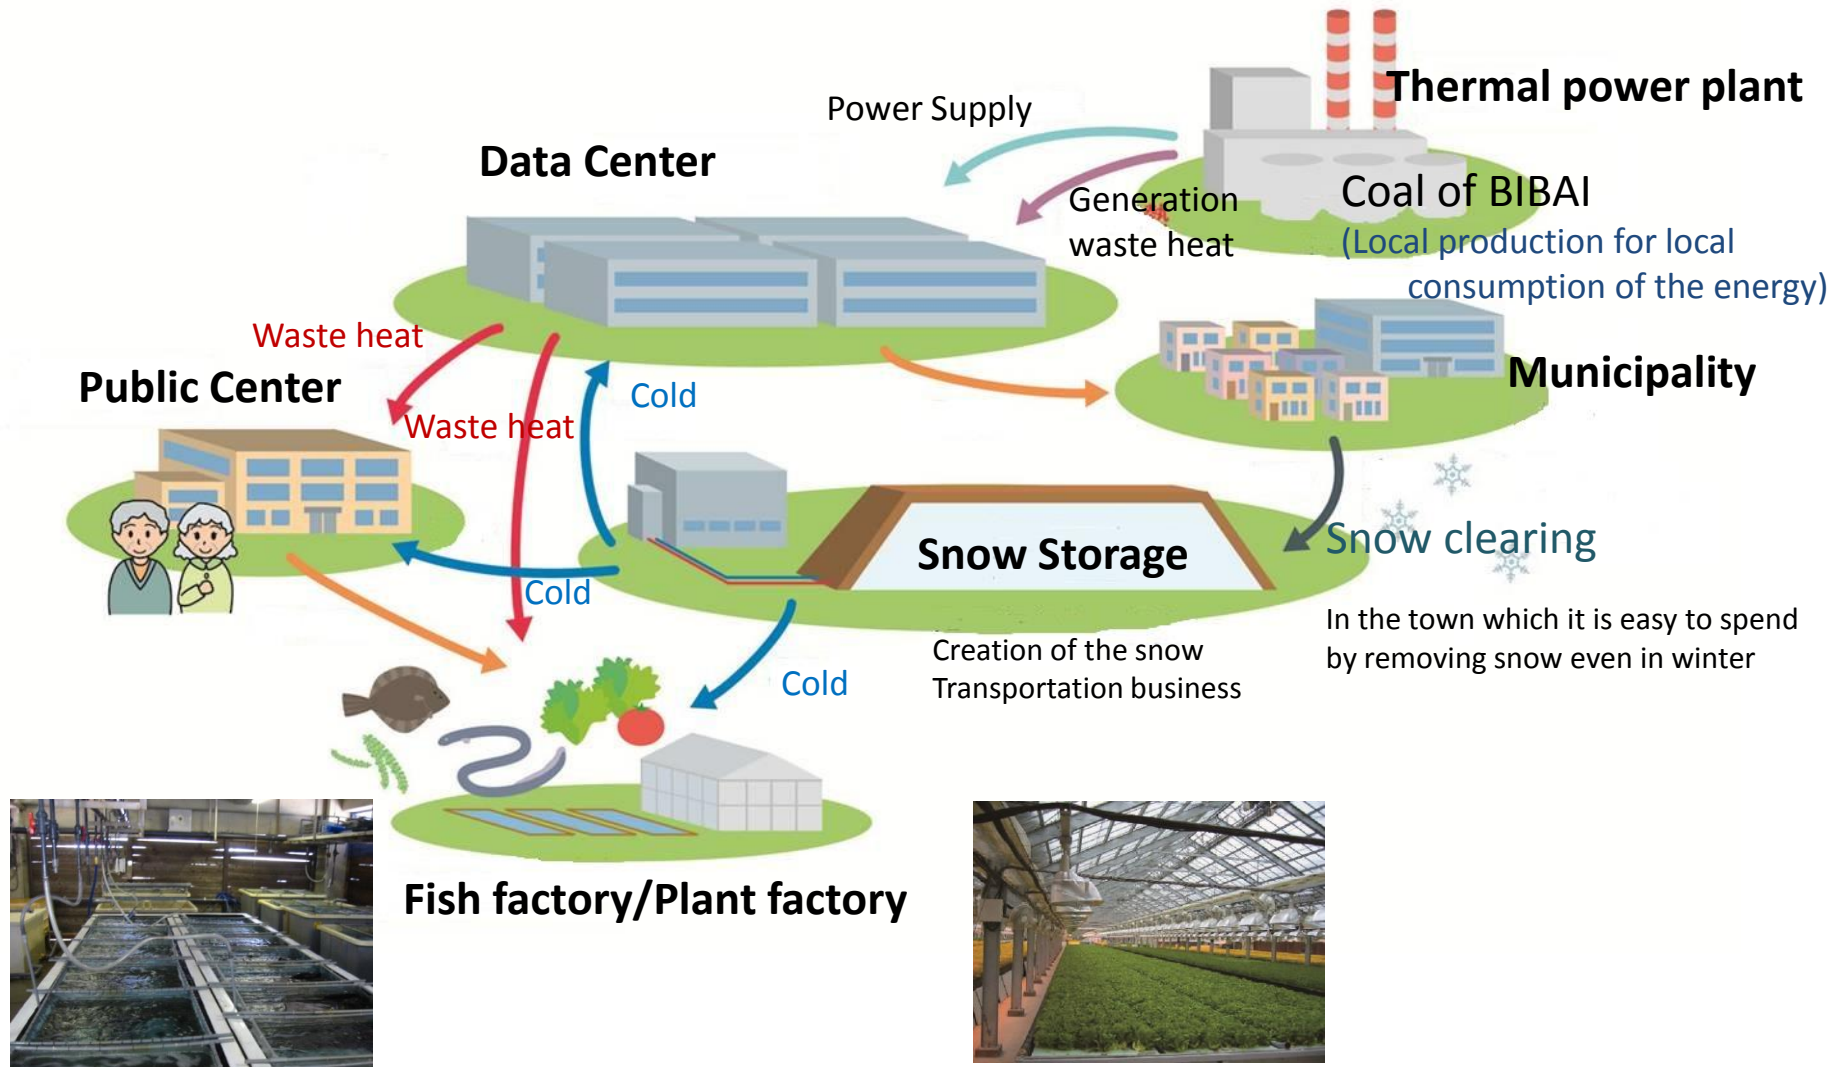 Thermal power plant
Power Supply
Data Center
Generation
waste heat
Coal of BIBAI
(Local production for local
consumption of the energy)
Waste heat
Public Center
Municipality
Cold
Waste heat
Snow clearing
Snow Storage
Cold
In the town which it is easy to spend
by removing snow even in winter
Creation of the snow
Transportation business
Cold
Fish factory/Plant factory